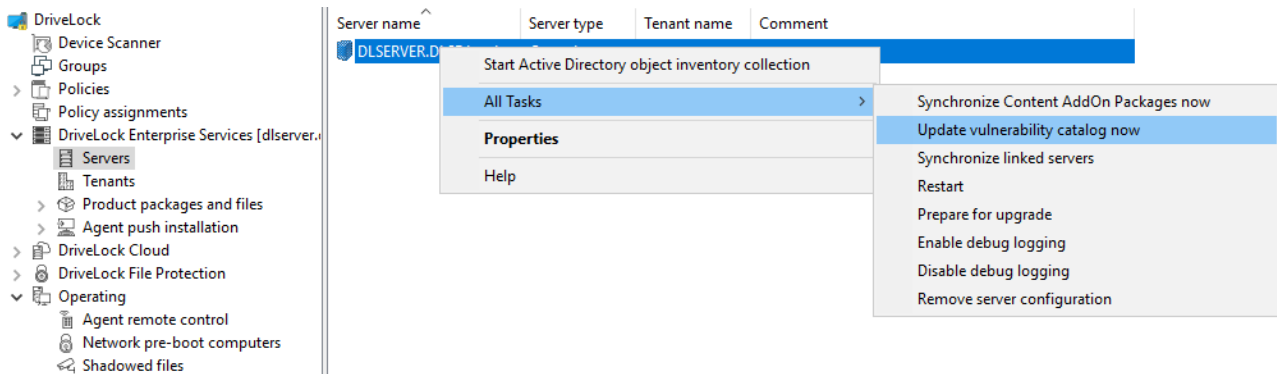 DriveLock
Device Scanner
Groups
Policies
Policy assignments
DriveLock Enterprise Services [dlserver.
Servers
Tenants
Product packages and files
Agent push installation
DriveLock Cloud
DriveLock File Protection
Operating
Agent remote control
Network pre-boot computers
Shadowed files
Server name Server type Tenant name Comment
DLSERVER.D
Start Active Directory object inventory collection
All Tasks
Properties
Help
Synchronize Content AddOn Packages now
Update vulnerability catalog now
Synchronize linked servers
Restart
Prepare for upgrade
Enable debug logging
Disable debug logging
Remove server configuration